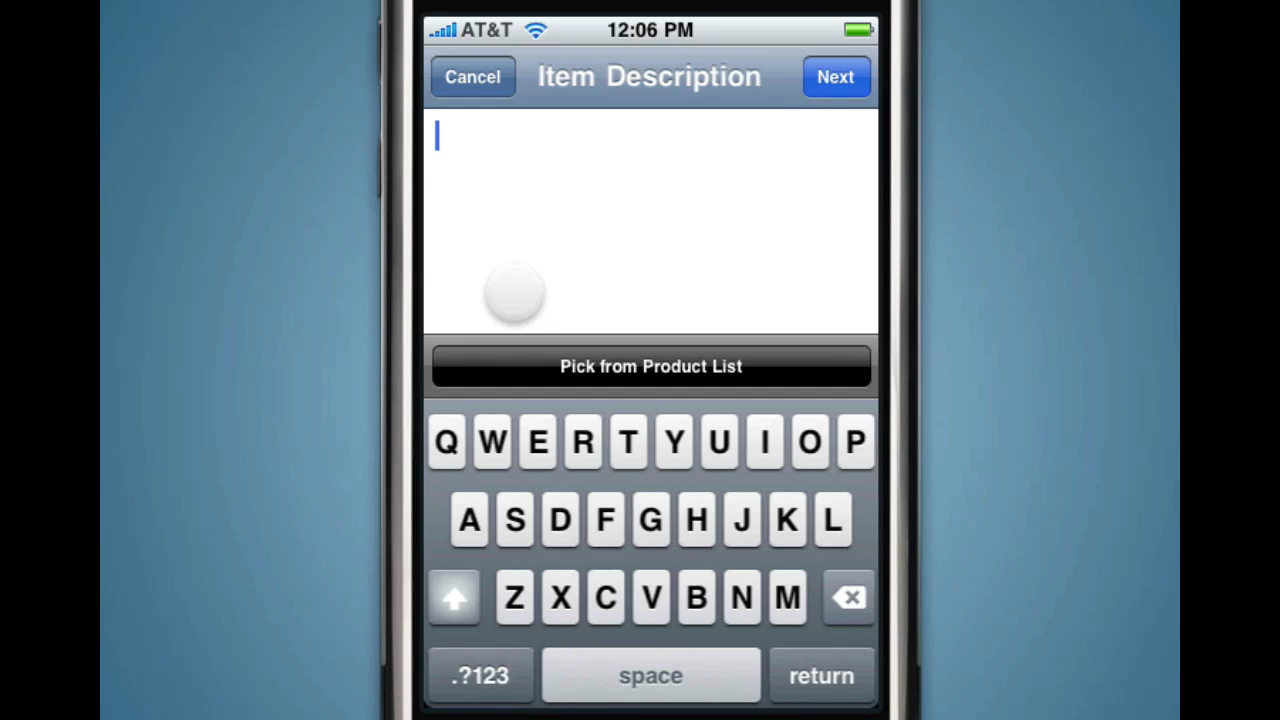 AT&T 12:06 PM
Cancel Item Description Next
Pick from Product List
Q W E R T Y U I O P
A S D F G H J K L
Z X C V B N M
.?123 space return